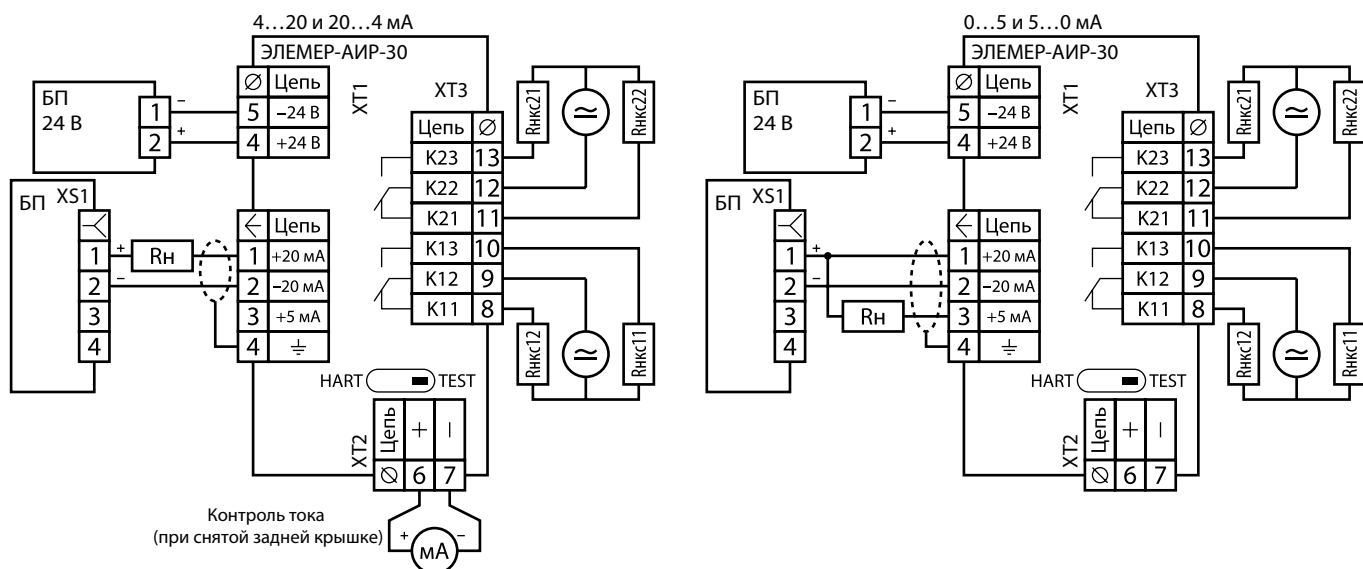 4…20 и 20…4 мА
ЭЛЕМЕР-АИР-30
БП
24 В
1
2
–
+
∅ Цепь
5 –24 В
4 +24 В
XT1
XT3
Цепь ∅
K23 13
K22 12
K21 11
K13 10
K12 9
K11 8
Rнкс21
Rнкс22
Rнкс12
Rнкс11
БП
XS1
1
2
3
4
+
–
Rн
Цепь
1 +20 мА
2 –20 мА
3 +5 мА
4
HART TEST
XT2
Цепь + –
∅ 6 7
Контроль тока
(при снятой задней крышке)
+ –
мА
0…5 и 5…0 мА
ЭЛЕМЕР-АИР-30
БП
24 В
1
2
–
+
∅ Цепь
5 –24 В
4 +24 В
XT1
XT3
Цепь ∅
K23 13
K22 12
K21 11
K13 10
K12 9
K11 8
Rнкс21
Rнкс22
Rнкс12
Rнкс11
БП
XS1
1
2
3
4
+
–
Rн
Цепь
1 +20 мА
2 –20 мА
3 +5 мА
4
HART TEST
XT2
Цепь + –
∅ 6 7